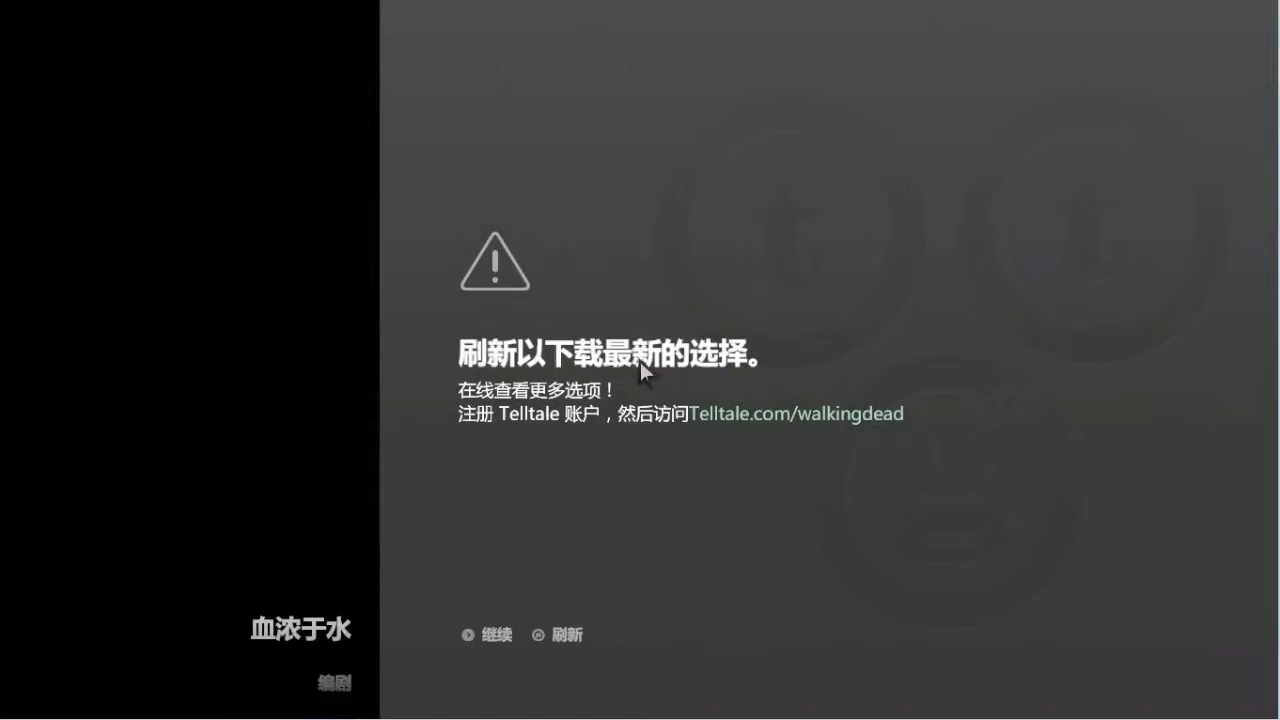 刷新以下载最新的选择。
在线查看更多选项！
注册 Telltale 账户，然后访问Telltale.com/walkingdead
血浓于水
编剧
继续 刷新